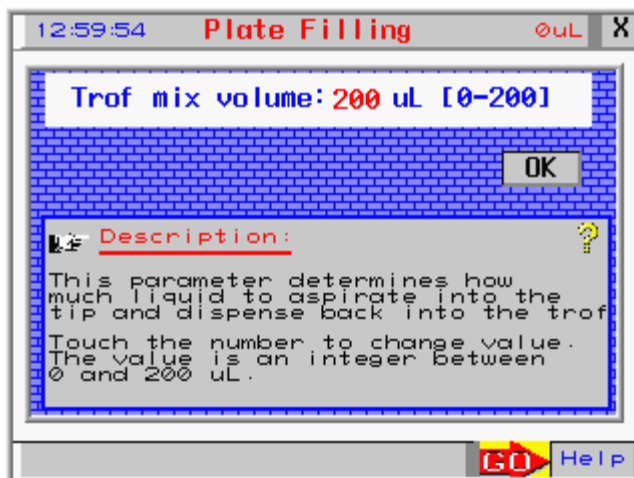 12:59:54 Plate Filling 0uL X
Trof mix volume: 200 uL [0-200]
OK
Description:
?
This parameter determines how
much liquid to aspirate into the
tip and dispense back into the trof
Touch the number to change value.
The value is an integer between
0 and 200 uL.
GO Help